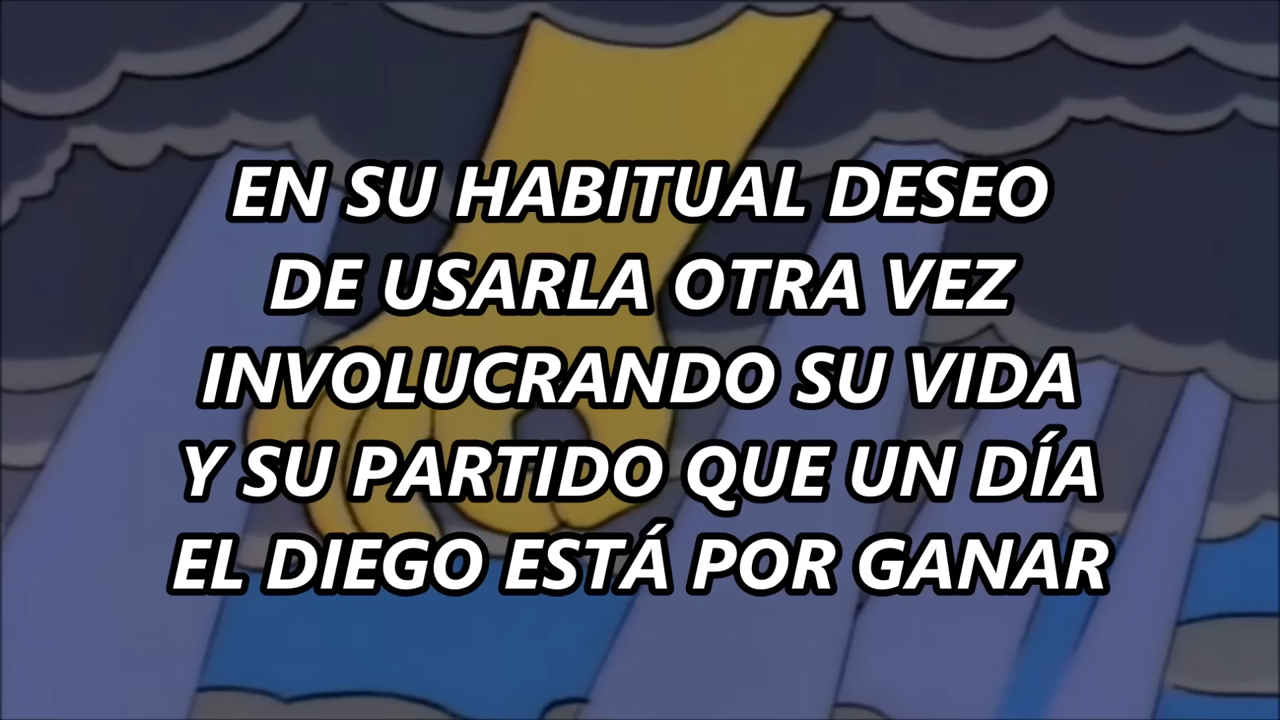 EN SU HABITUAL DESEO
DE USARLA OTRA VEZ
INVOLUCRANDO SU VIDA
Y SU PARTIDO QUE UN DÍA
EL DIEGO ESTÁ POR GANAR